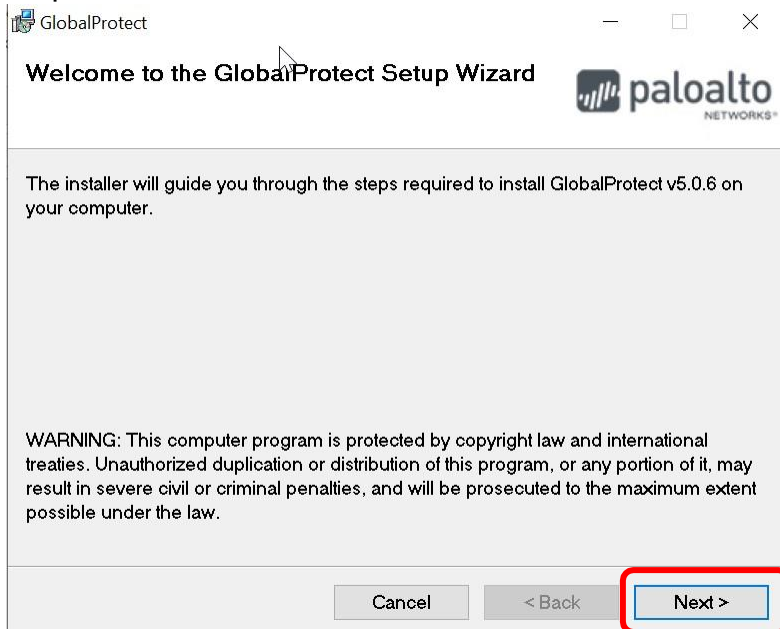 GlobalProtect
Welcome to the GlobalProtect Setup Wizard
paloalto
NETWORKS®
The installer will guide you through the steps required to install GlobalProtect v5.0.6 on
your computer.
WARNING: This computer program is protected by copyright law and international
treaties. Unauthorized duplication or distribution of this program, or any portion of it, may
result in severe civil or criminal penalties, and will be prosecuted to the maximum extent
possible under the law.
Cancel
< Back
Next >